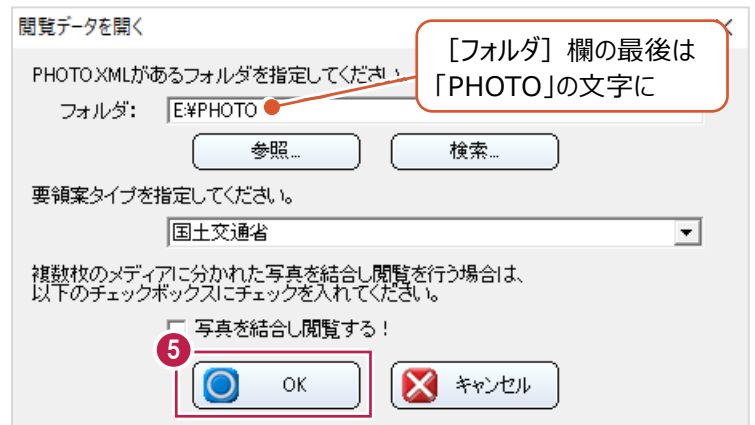 閲覧データを開く
［フォルダ］欄の最後は
「PHOTO」の文字に
PHOTO.XMLがあるフォルダを指定してください。
フォルダ： E:¥PHOTO
参照... 検索...
要領案タイプを指定してください。
国土交通省
複数枚のメディアに分かれた写真を結合し閲覧を行う場合は、
以下のチェックボックスにチェックを入れてください。
写真を結合し閲覧する！
5
OK キャンセル